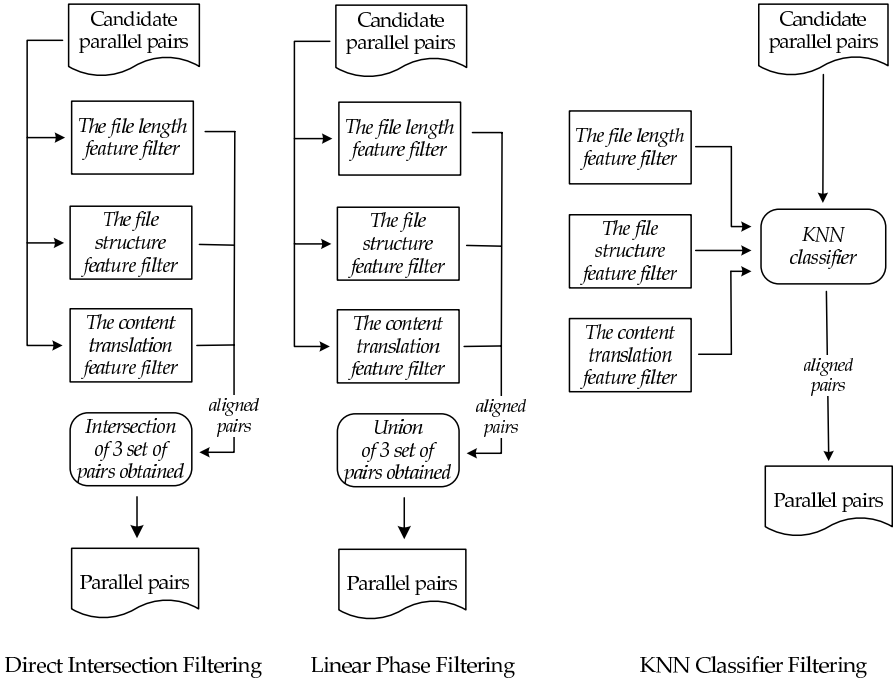 Candidate
parallel pairs
The file length
feature filter
The file
structure
feature filter
The content
translation
feature filter
aligned
pairs
Intersection
of 3 set of
pairs obtained
Parallel pairs
Direct Intersection Filtering
Candidate
parallel pairs
The file length
feature filter
The file
structure
feature filter
The content
translation
feature filter
aligned
pairs
Union
of 3 set of
pairs obtained
Parallel pairs
Linear Phase Filtering
Candidate
parallel pairs
The file length
feature filter
The file
structure
feature filter
The content
translation
feature filter
KNN
classifier
aligned
pairs
Parallel pairs
KNN Classifier Filtering